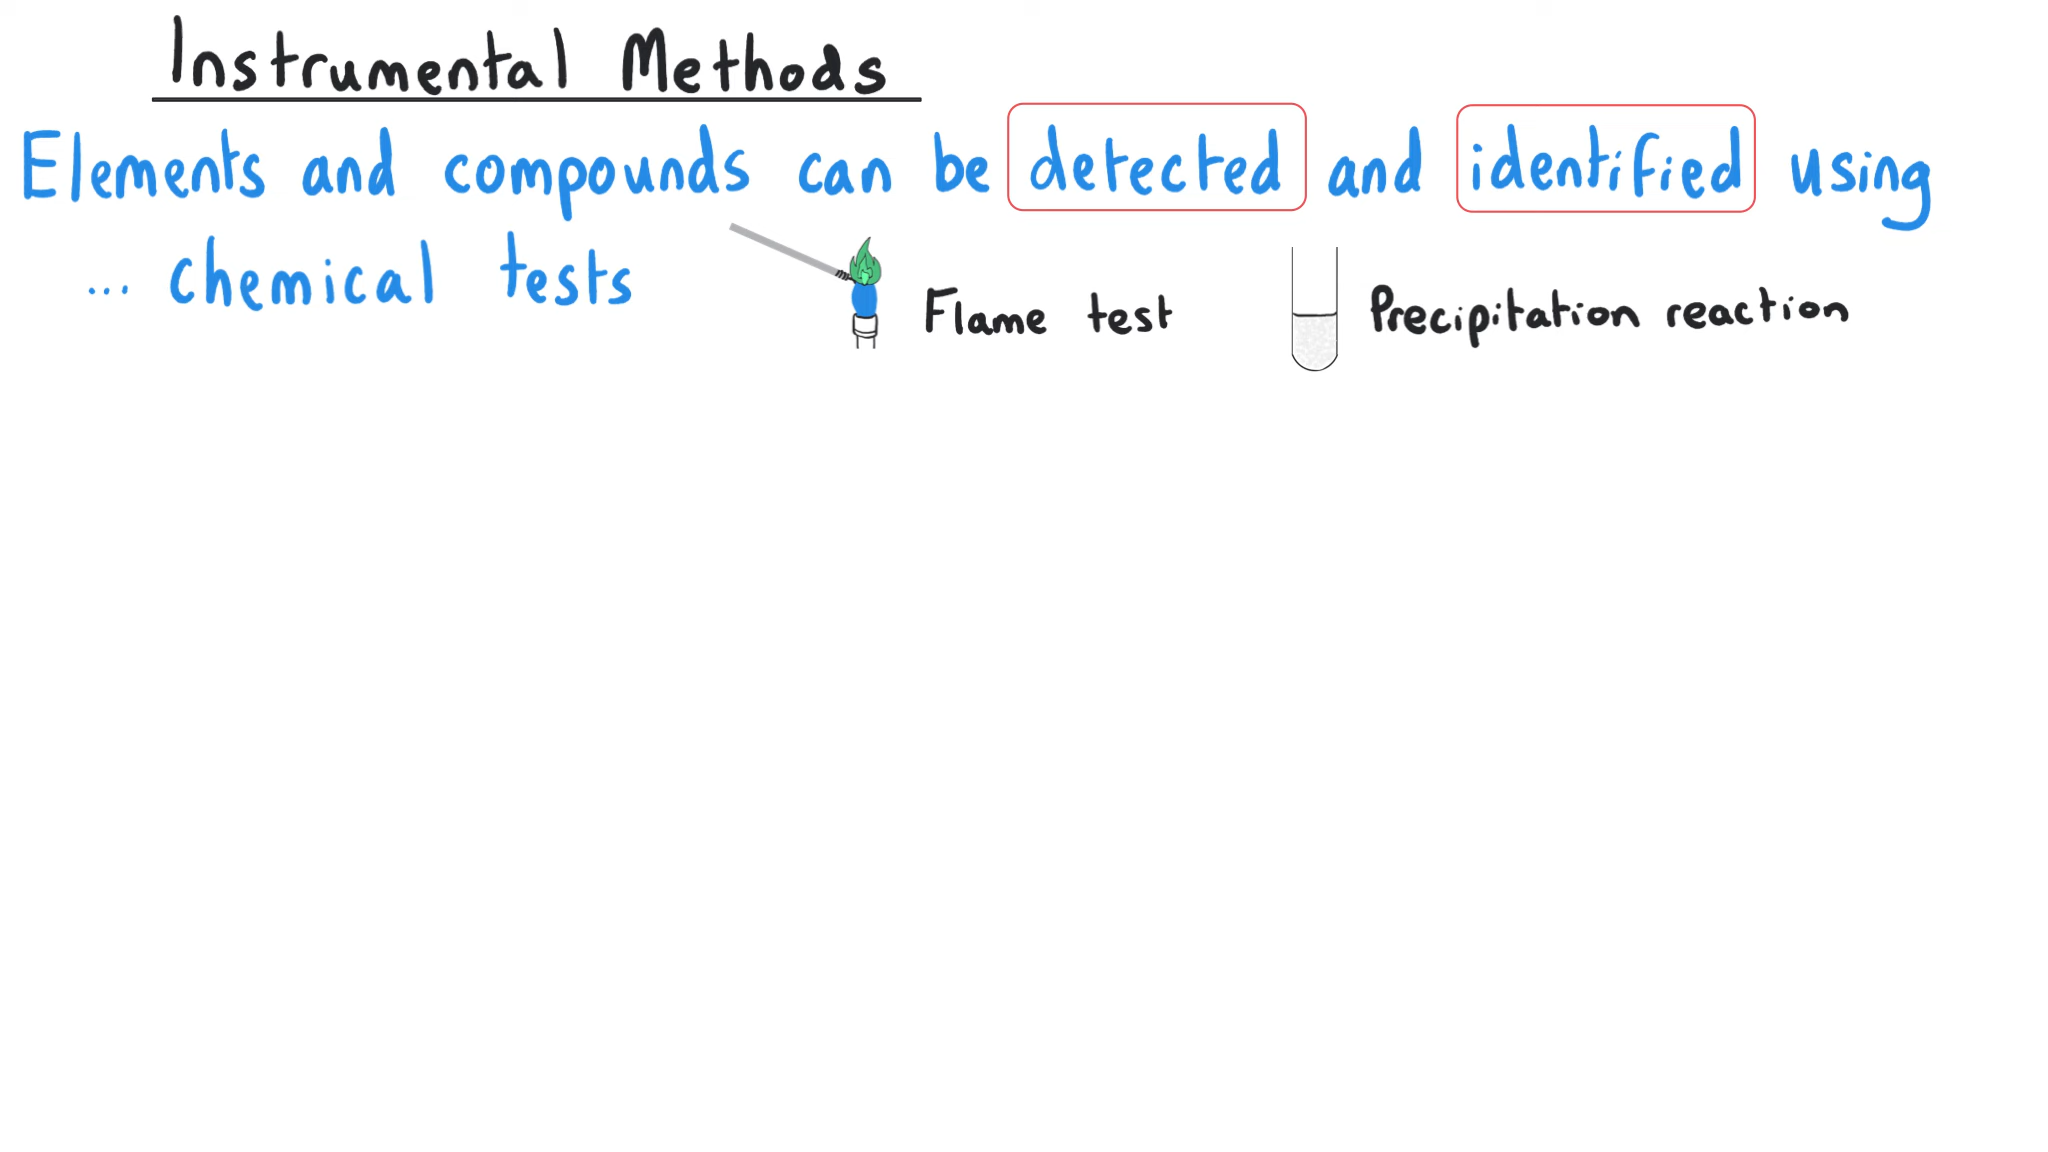 Instrumental Methods
Elements and compounds can be detected and identified using
... chemical tests
Flame test
Precipitation reaction